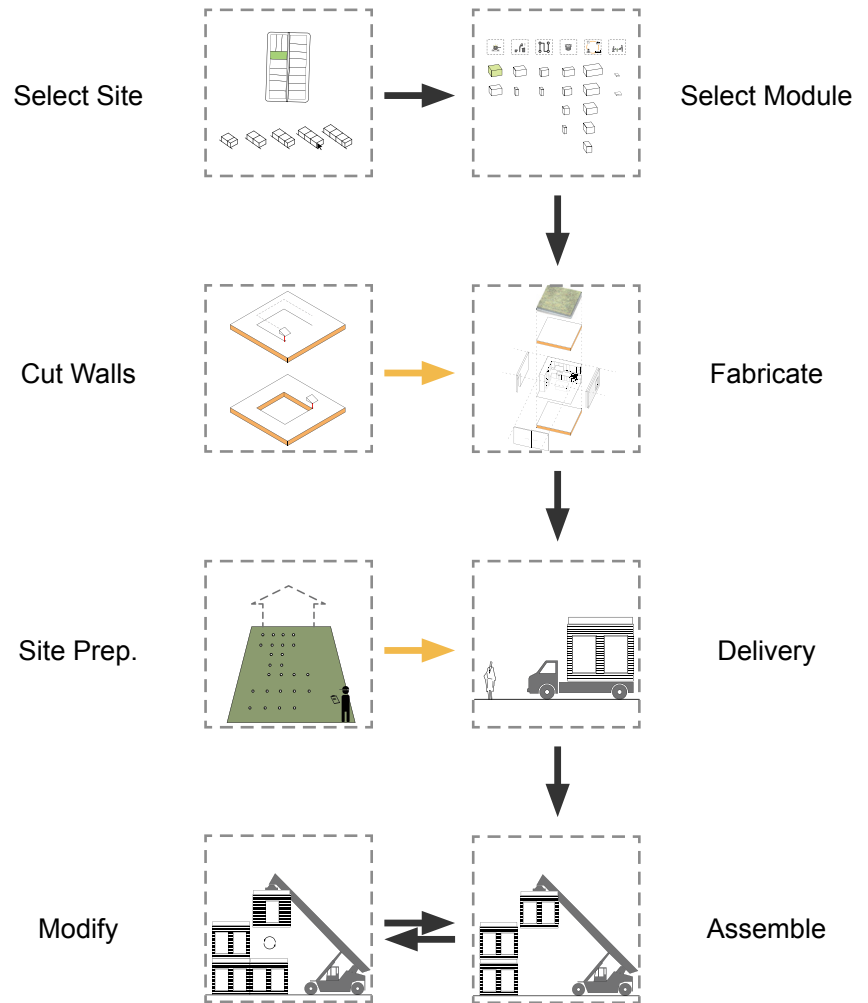 Select Site
Select Module
Cut Walls
Fabricate
Site Prep.
Delivery
Modify
Assemble